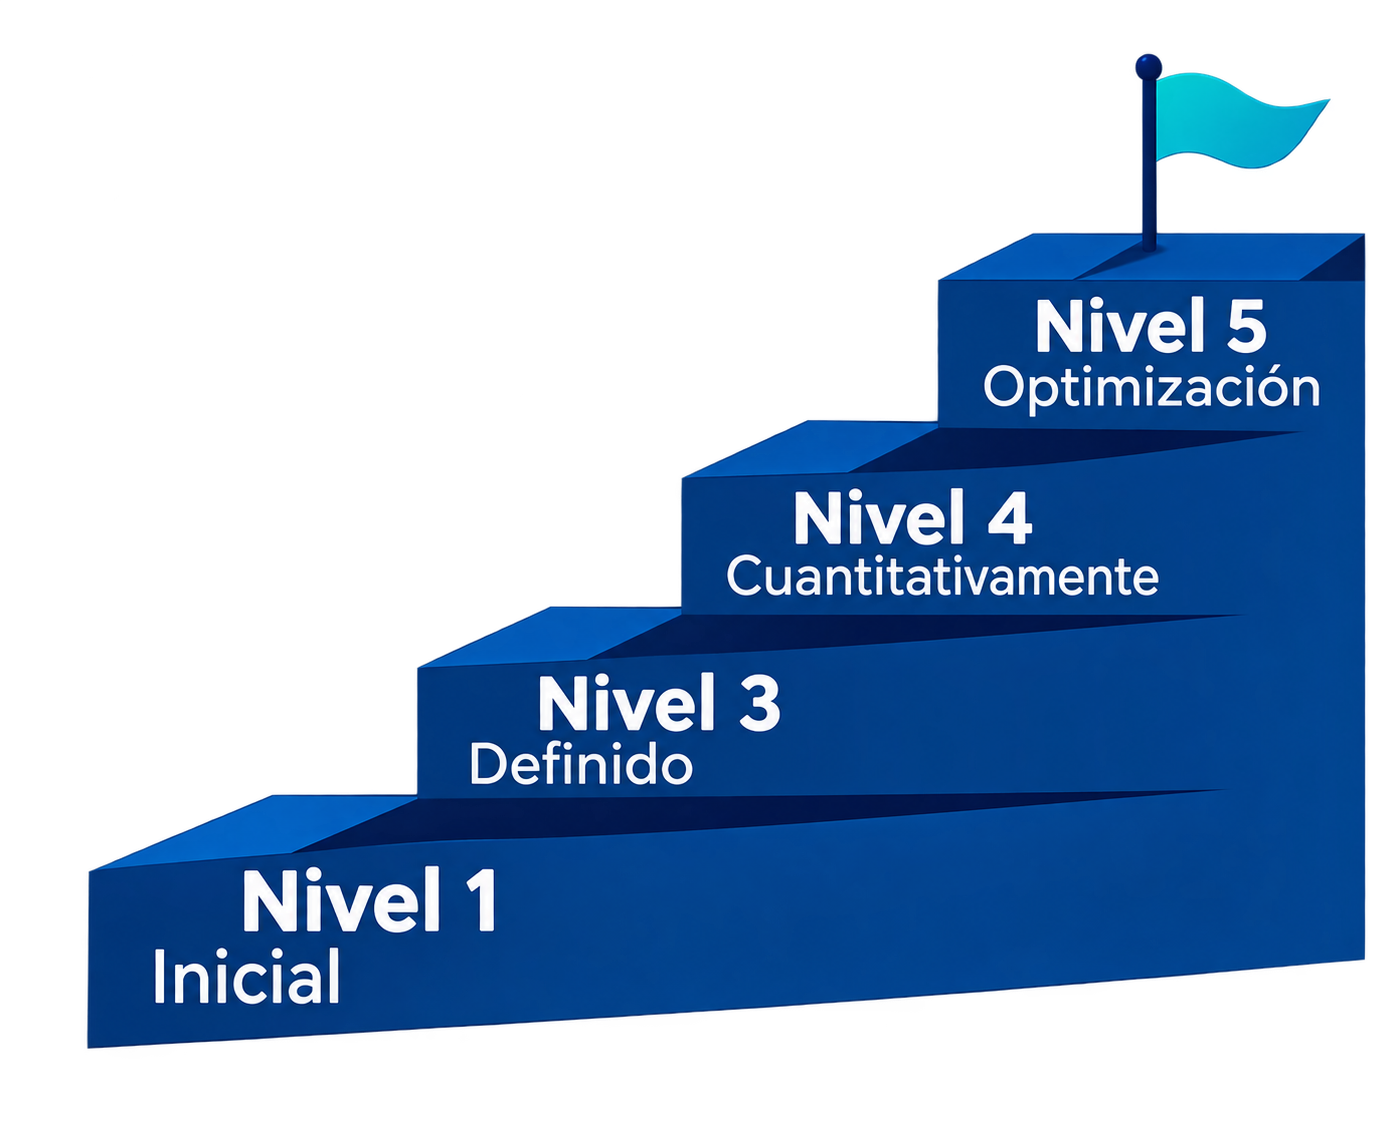 Nivel 5
Optimización
Nivel 4
Cuantitativamente
Nivel 3
Definido
Nivel 1
Inicial